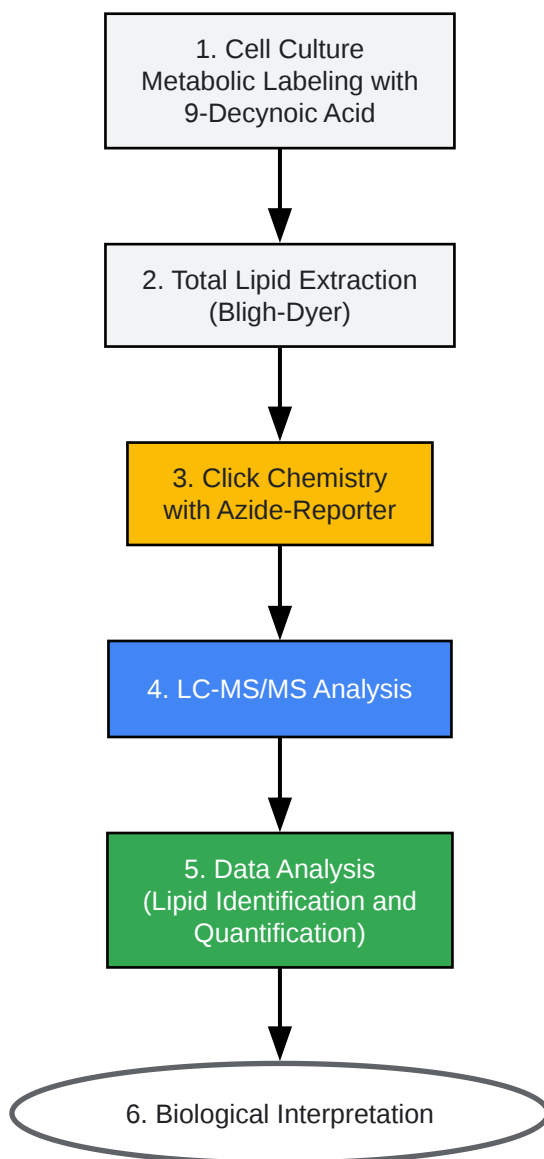 1. Cell Culture
Metabolic Labeling with
9-Decynoic Acid
2. Total Lipid Extraction
(Bligh-Dyer)
3. Click Chemistry
with Azide-Reporter
4. LC-MS/MS Analysis
5. Data Analysis
(Lipid Identification and
Quantification)
6. Biological Interpretation